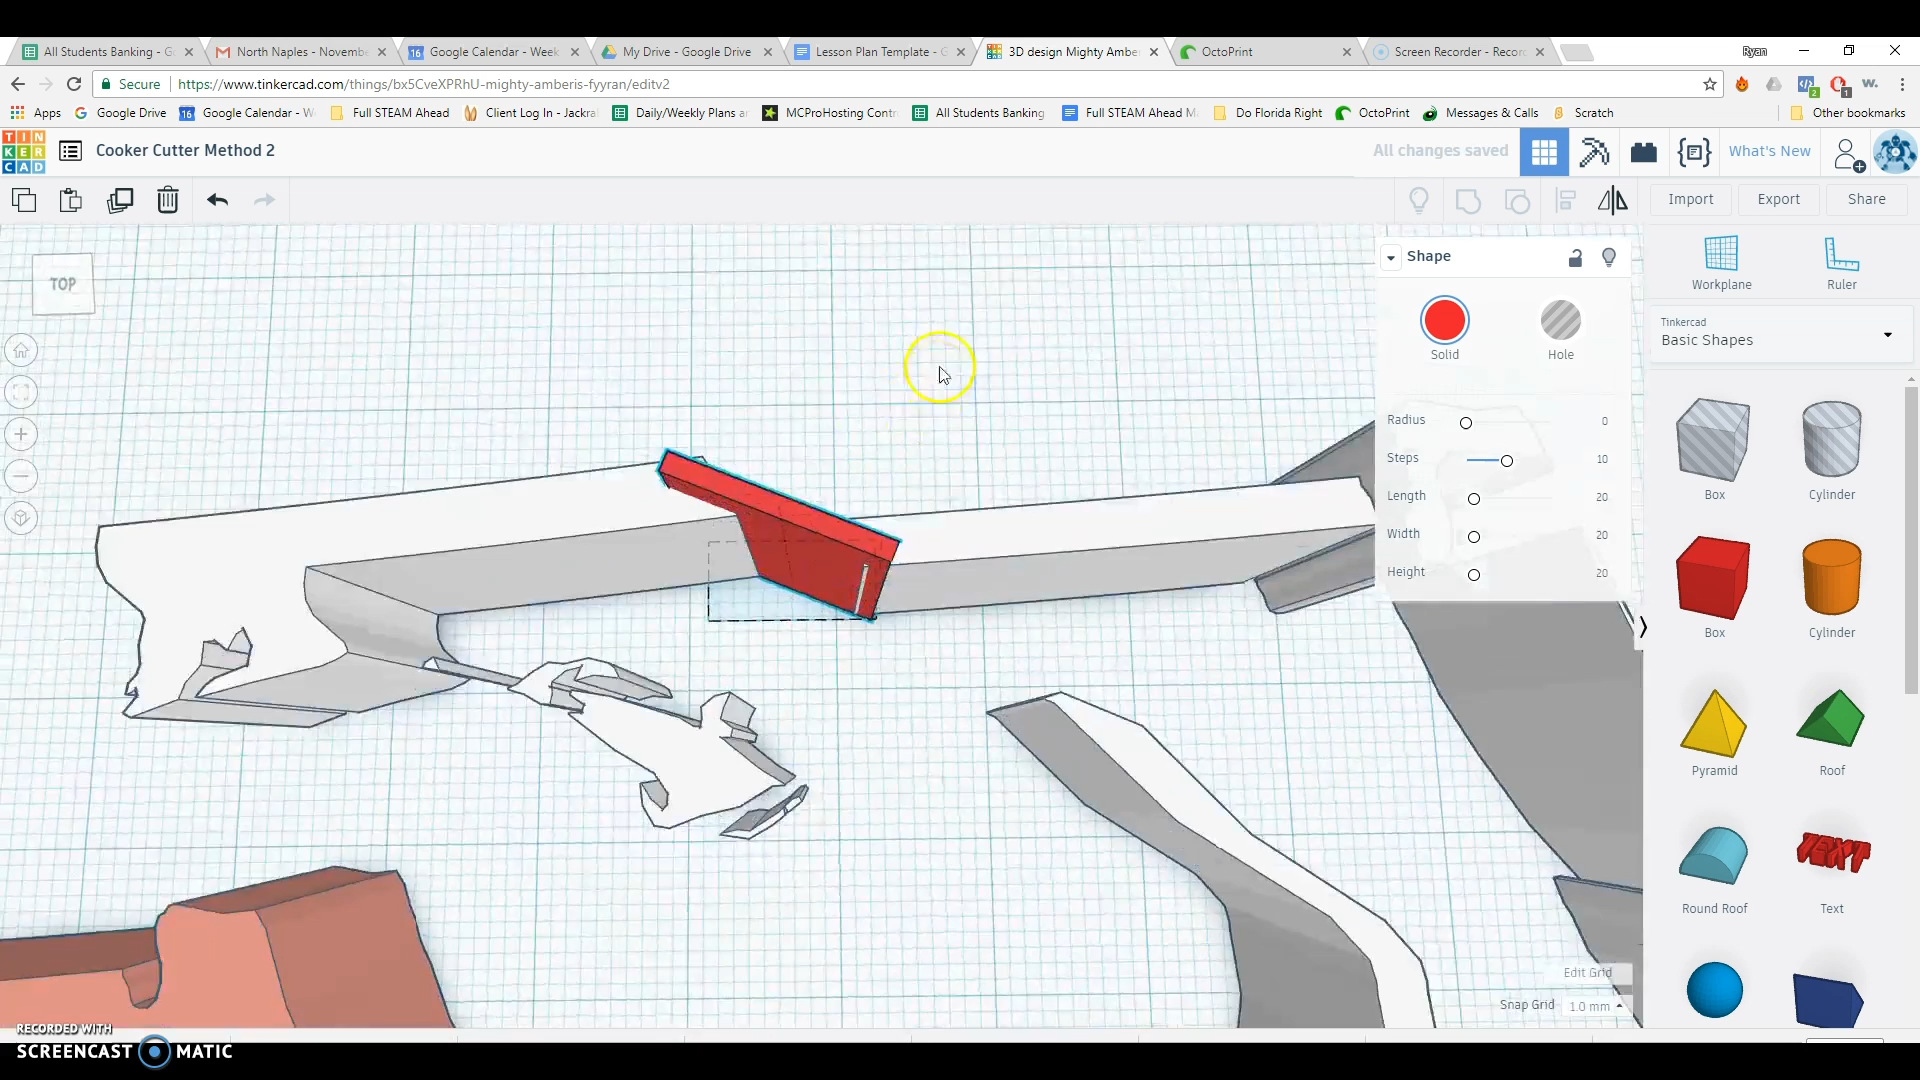 All Students Banking - G
North Naples - Novembe
16 Google Calendar - Week
My Drive - Google Drive
Lesson Plan Template - G
3D design Mighty Ambe
OctoPrint
Screen Recorder - Recor
Ryan
Secure
https://www.tinkercad.com/things/bx5CveXPRhU-mighty-amberis-fyyran/editv2
2
1
W.
Apps
Google Drive
16 Google Calendar - W
Full STEAM Ahead
Client Log In - Jackra
Daily/Weekly Plans a
MCProHosting Contr
All Students Banking
Full STEAM Ahead M
Do Florida Right
OctoPrint
Messages & Calls
Scratch
Other bookmarks
TIN
KER
CAD
Cooker Cutter Method 2
All changes saved
What's New
Import
Export
Share
TOP
Shape
Solid
Hole
Radius 0
Steps 10
Length 20
Width 20
Height 20
Workplane
Ruler
Tinkercad
Basic Shapes
Box
Cylinder
Box
Cylinder
Pyramid
Roof
TEXT
Round Roof
Text
Edit Grid
Snap Grid 1.0 mm
RECORDED WITH
SCREENCAST MATIC